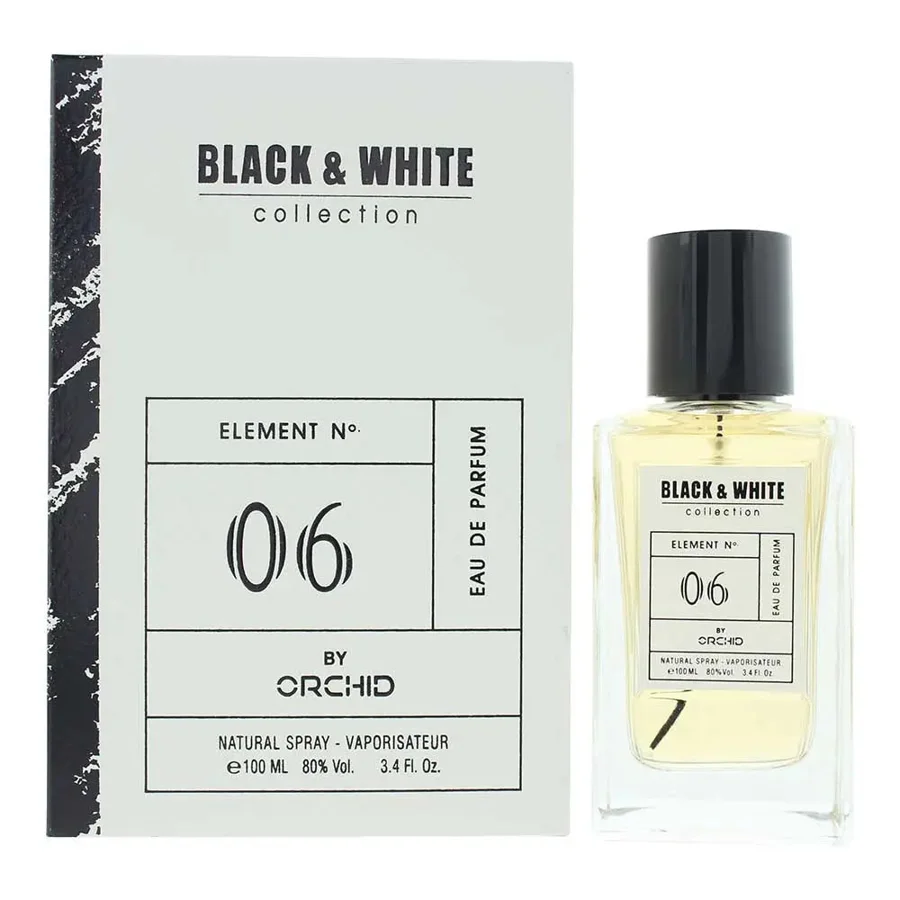 BLACK & WHITE
collection
ELEMENT Nº.
06
EAU DE PARFUM
BY
ORCHID
NATURAL SPRAY - VAPORISATEUR
℮100 ML 80% Vol. 3.4 Fl. Oz.
BLACK & WHITE
collection
ELEMENT Nº.
06
EAU DE PARFUM
BY
ORCHID
NATURAL SPRAY - VAPORISATEUR
℮100 ML 80%Vol. 3.4 Fl. Oz.